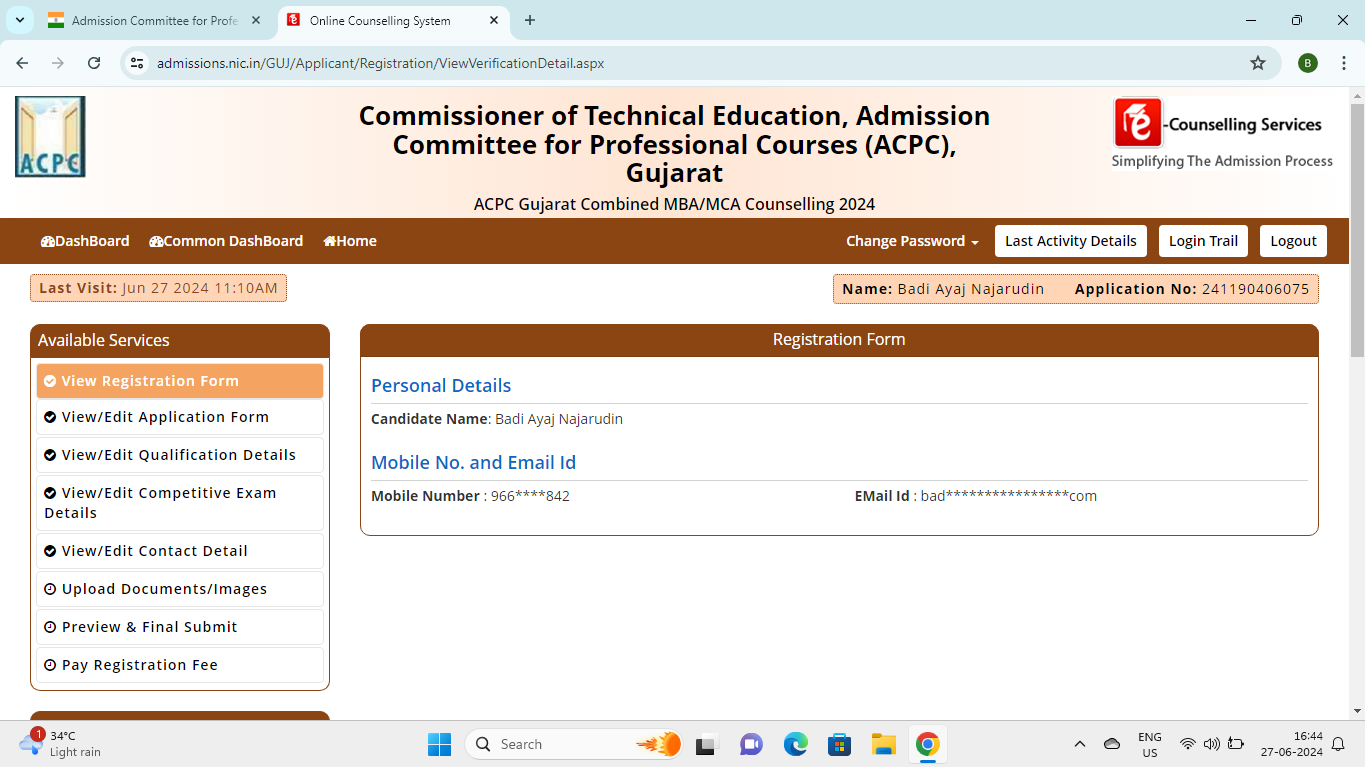 Admission Committee for Profe
Online Counselling System
admissions.nic.in/GUJ/Applicant/Registration/ViewVerificationDetail.aspx
B
ACPC
Commissioner of Technical Education, Admission
Committee for Professional Courses (ACPC),
Gujarat
ACPC Gujarat Combined MBA/MCA Counselling 2024
e-Counselling Services
Simplifying The Admission Process
DashBoard Common DashBoard Home Change Password Last Activity Details Login Trail Logout
Last Visit: Jun 27 2024 11:10AM
Name: Badi Ayaj Najarudin Application No: 241190406075
Available Services
View Registration Form
View/Edit Application Form
View/Edit Qualification Details
View/Edit Competitive Exam
Details
View/Edit Contact Detail
Upload Documents/Images
Preview & Final Submit
Pay Registration Fee
Registration Form
Personal Details
Candidate Name: Badi Ayaj Najarudin
Mobile No. and Email Id
Mobile Number : 966****842 EMail Id : bad****************com
1
34°C
Light rain
Search
ENG
US
16:44
27-06-2024